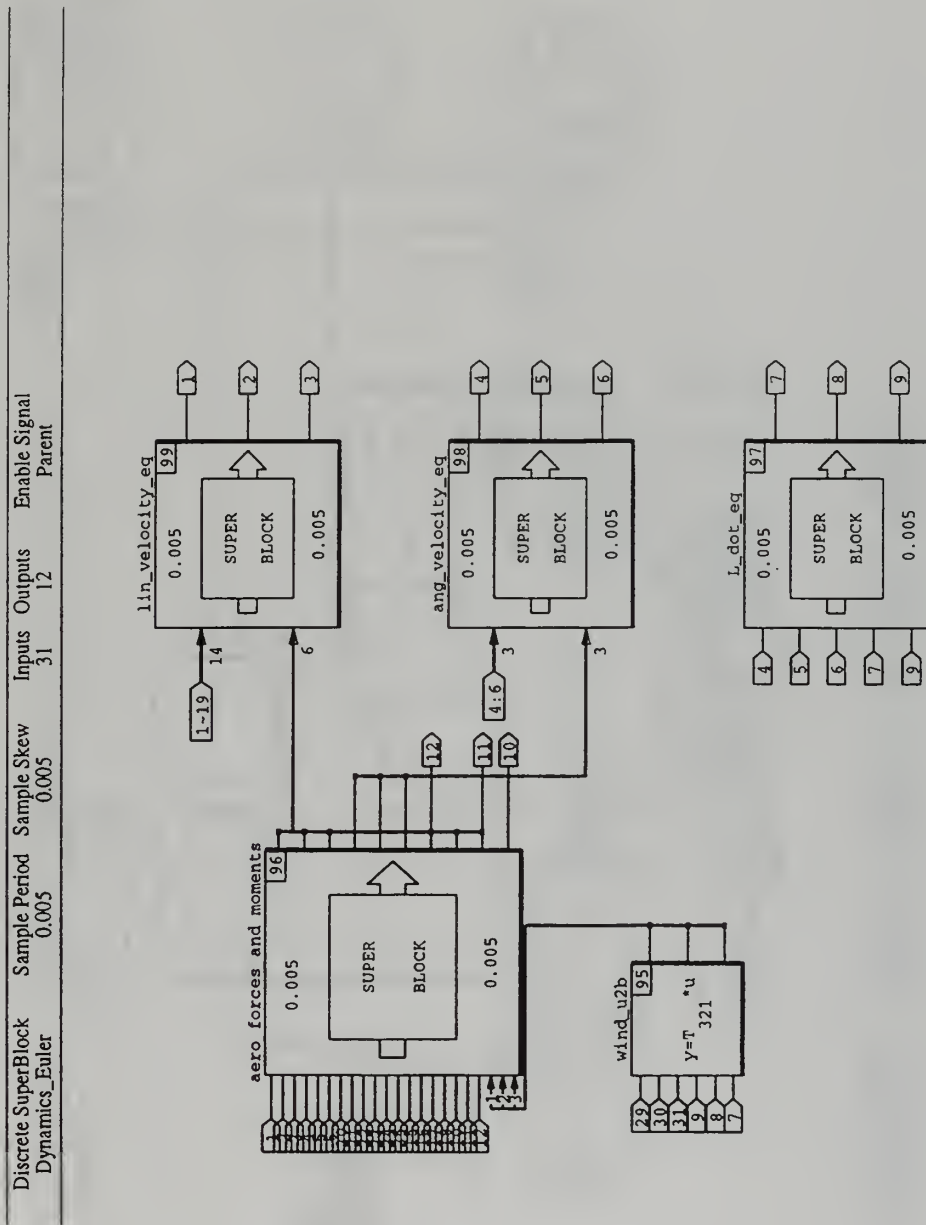 Discrete SuperBlock Sample Period Sample Skew Inputs Outputs Enable Signal
Dynamics_Euler 0.005 0.005 31 12 Parent
lin_velocity_eq
99
0.005
SUPER
BLOCK
0.005
1~19
14
6
1
2
3
ang_velocity_eq
98
0.005
SUPER
BLOCK
0.005
4:6
3
3
4
5
6
L_dot_eq
97
0.005
SUPER
BLOCK
0.005
4
5
6
7
9
7
8
9
aero forces and moments
96
0.005
SUPER
BLOCK
0.005
12
11
10
1
2
3
wind_u2b
95
y=T321*u
29
30
31
9
8
7